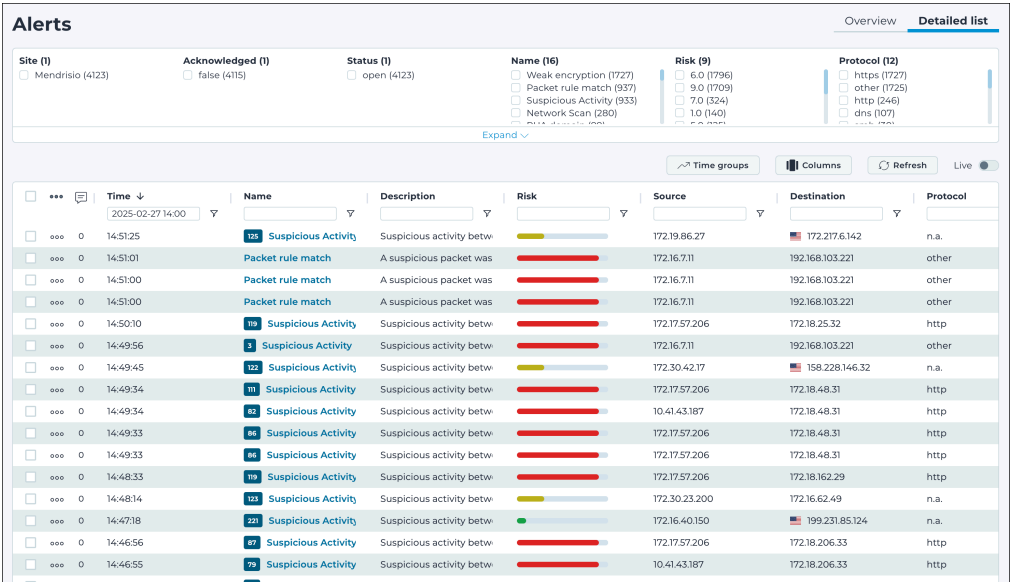 Alerts
Overview Detailed list
Site (1) Acknowledged (1) Status (1) Name (16) Risk (9) Protocol (12)
Mendrisio (4123) false (4115) open (4123) Weak encryption (1727) 6.0 (1796) https (1727)
Packet rule match (937) 9.0 (1709) other (1725)
Suspicious Activity (933) 7.0 (324) http (246)
Network Scan (280) 1.0 (140) dns (107)
Expand
Time groups Columns Refresh Live
Time Name Description Risk Source Destination Protocol
2025-02-27 14:00
0 14:51:25 125 Suspicious Activity Suspicious activity betw 172.19.86.27 172.217.6.142 n.a.
0 14:51:01 Packet rule match A suspicious packet was 172.16.7.11 192.168.103.221 other
0 14:51:00 Packet rule match A suspicious packet was 172.16.7.11 192.168.103.221 other
0 14:51:00 Packet rule match A suspicious packet was 172.16.7.11 192.168.103.221 other
0 14:50:10 119 Suspicious Activity Suspicious activity betw 172.17.57.206 172.18.25.32 http
0 14:49:56 3 Suspicious Activity Suspicious activity betw 172.16.7.11 192.168.103.221 other
0 14:49:45 122 Suspicious Activity Suspicious activity betw 172.30.42.17 158.228.146.32 n.a.
0 14:49:34 111 Suspicious Activity Suspicious activity betw 172.17.57.206 172.18.48.31 http
0 14:49:34 82 Suspicious Activity Suspicious activity betw 10.41.43.187 172.18.48.31 http
0 14:49:33 86 Suspicious Activity Suspicious activity betw 172.17.57.206 172.18.48.31 http
0 14:49:33 86 Suspicious Activity Suspicious activity betw 172.17.57.206 172.18.48.31 http
0 14:48:33 119 Suspicious Activity Suspicious activity betw 172.17.57.206 172.18.162.29 http
0 14:48:14 123 Suspicious Activity Suspicious activity betw 172.30.23.200 172.16.62.49 n.a.
0 14:47:18 221 Suspicious Activity Suspicious activity betw 172.16.40.150 199.231.85.124 n.a.
0 14:46:56 87 Suspicious Activity Suspicious activity betw 172.17.57.206 172.18.206.33 http
0 14:46:55 79 Suspicious Activity Suspicious activity betw 10.41.43.187 172.18.206.33 http